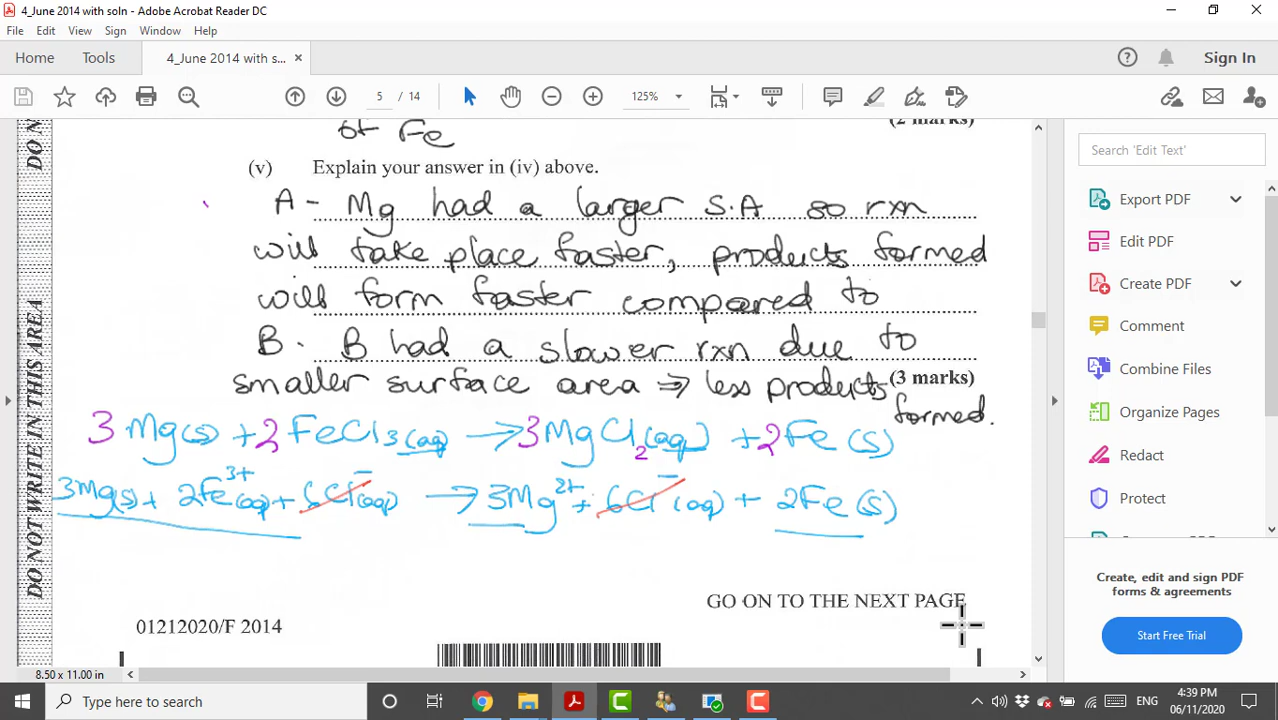 4_June 2014 with soln - Adobe Acrobat Reader DC
File Edit View Sign Window Help
Home Tools 4_June 2014 with s... × Sign In
5 / 14 125%
of Fe (2 marks)
(v) Explain your answer in (iv) above.
A - Mg had a larger S.A so rxn
will take place faster, products formed
will form faster compared to
B. B had a slower rxn due to
smaller surface area ⇒ less products
(3 marks)
formed.
3Mg(s) + 2FeCl3(aq) → 3MgCl2(aq) + 2Fe(s)
3Mg(s) + 2Fe3+(aq) + 6Cl-(aq) → 3Mg2+ + 6Cl-(aq) + 2Fe(s)
GO ON TO THE NEXT PAGE
01212020/F 2014
DO NOT WRITE IN THIS AREA
DO NO
8.50 x 11.00 in
Search 'Edit Text'
Export PDF
Edit PDF
Create PDF
Comment
Combine Files
Organize Pages
Redact
Protect
Create, edit and sign PDF
forms & agreements
Start Free Trial
Type here to search
ENG
4:39 PM
06/11/2020